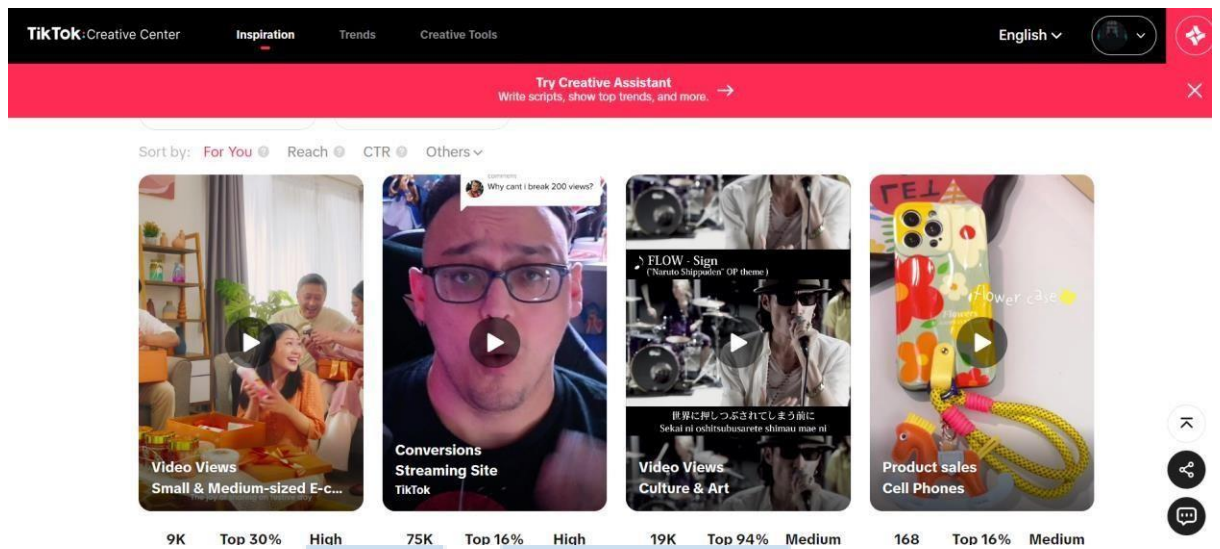 TikTok:Creative Center Inspiration Trends Creative Tools English
Try Creative Assistant
Write scripts, show top trends, and more.
Sort by: For You Reach CTR Others
Why cant i break 200 views?
♪ FLOW - Sign
("Naruto Shippuden" OP theme)
世界に押しつぶされてしまう前に
Sekai ni oshitsubusarete shimau mae ni
flower case
Flowers
Video Views
Small & Medium-sized E-c...
Conversions
Streaming Site
TikTok
Video Views
Culture & Art
Product sales
Cell Phones
9K Top 30% High 75K Top 16% High 19K Top 94% Medium 168 Top 16% Medium